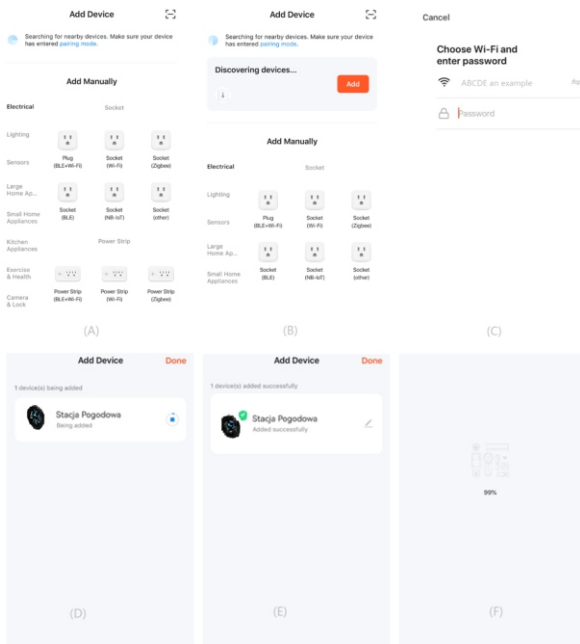 Add Device
Searching for nearby devices. Make sure your device
has entered pairing mode.
Add Manually
Electrical
Socket
Lighting
Sensors
Large
Home Ap...
Small Home
Appliances
Kitchen
Appliances
Exercise
& Health
Camera
& Lock
Plug
(BLE+Wi-Fi)
Socket
(Wi-Fi)
Socket
(Zigbee)
Socket
(BLE)
Socket
(NB-IoT)
Socket
(other)
Power Strip
Power Strip
(BLE+Wi-Fi)
Power Strip
(Wi-Fi)
Power Strip
(Zigbee)
(A)
Add Device
Searching for nearby devices. Make sure your device
has entered pairing mode.
Discovering devices...
Add
Add Manually
Electrical
Socket
Lighting
Sensors
Large
Home Ap...
Small Home
Appliances
Plug
(BLE+Wi-Fi)
Socket
(Wi-Fi)
Socket
(Zigbee)
Socket
(BLE)
Socket
(NB-IoT)
Socket
(other)
(B)
Cancel
Choose Wi-Fi and
enter password
ABCDE an example
Password
(C)
Add Device
Done
1 device(s) being added
Stacja Pogodowa
Being added
(D)
Add Device
Done
1 device(s) added successfully
Stacja Pogodowa
Added successfully
(E)
99%
(F)